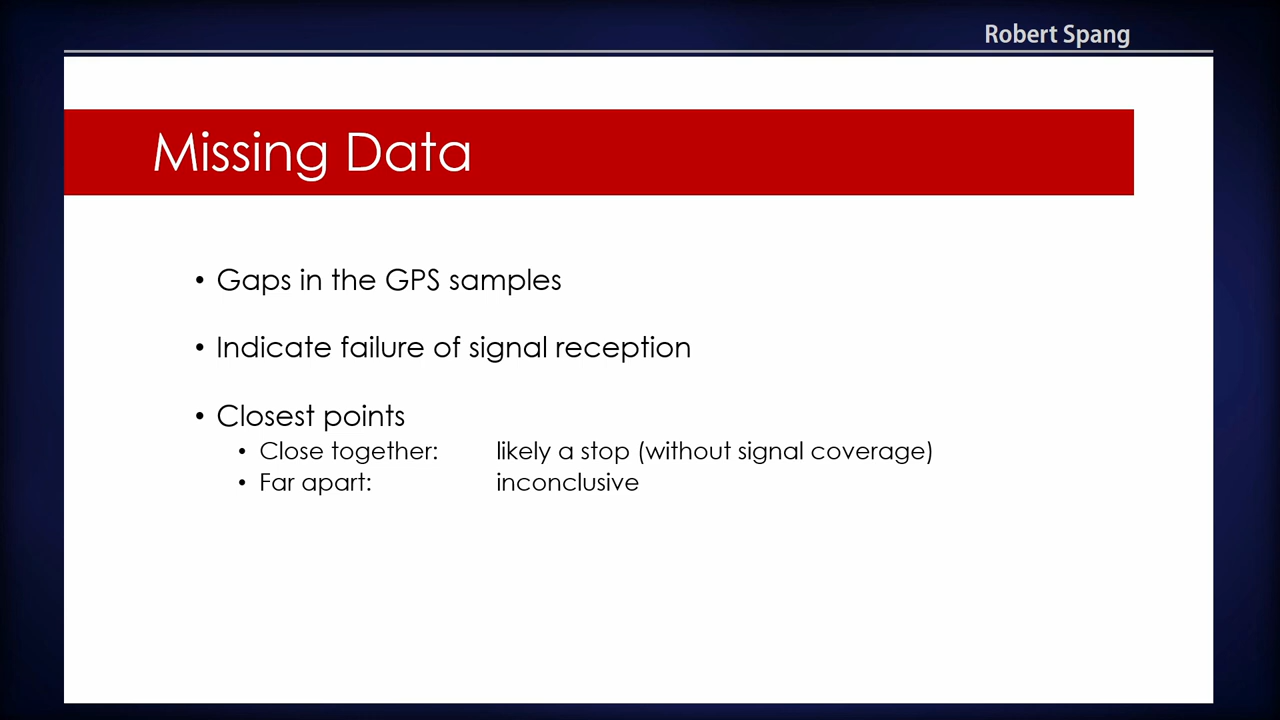 Robert Spang
Missing Data
• Gaps in the GPS samples
• Indicate failure of signal reception
• Closest points
• Close together: likely a stop (without signal coverage)
• Far apart: inconclusive